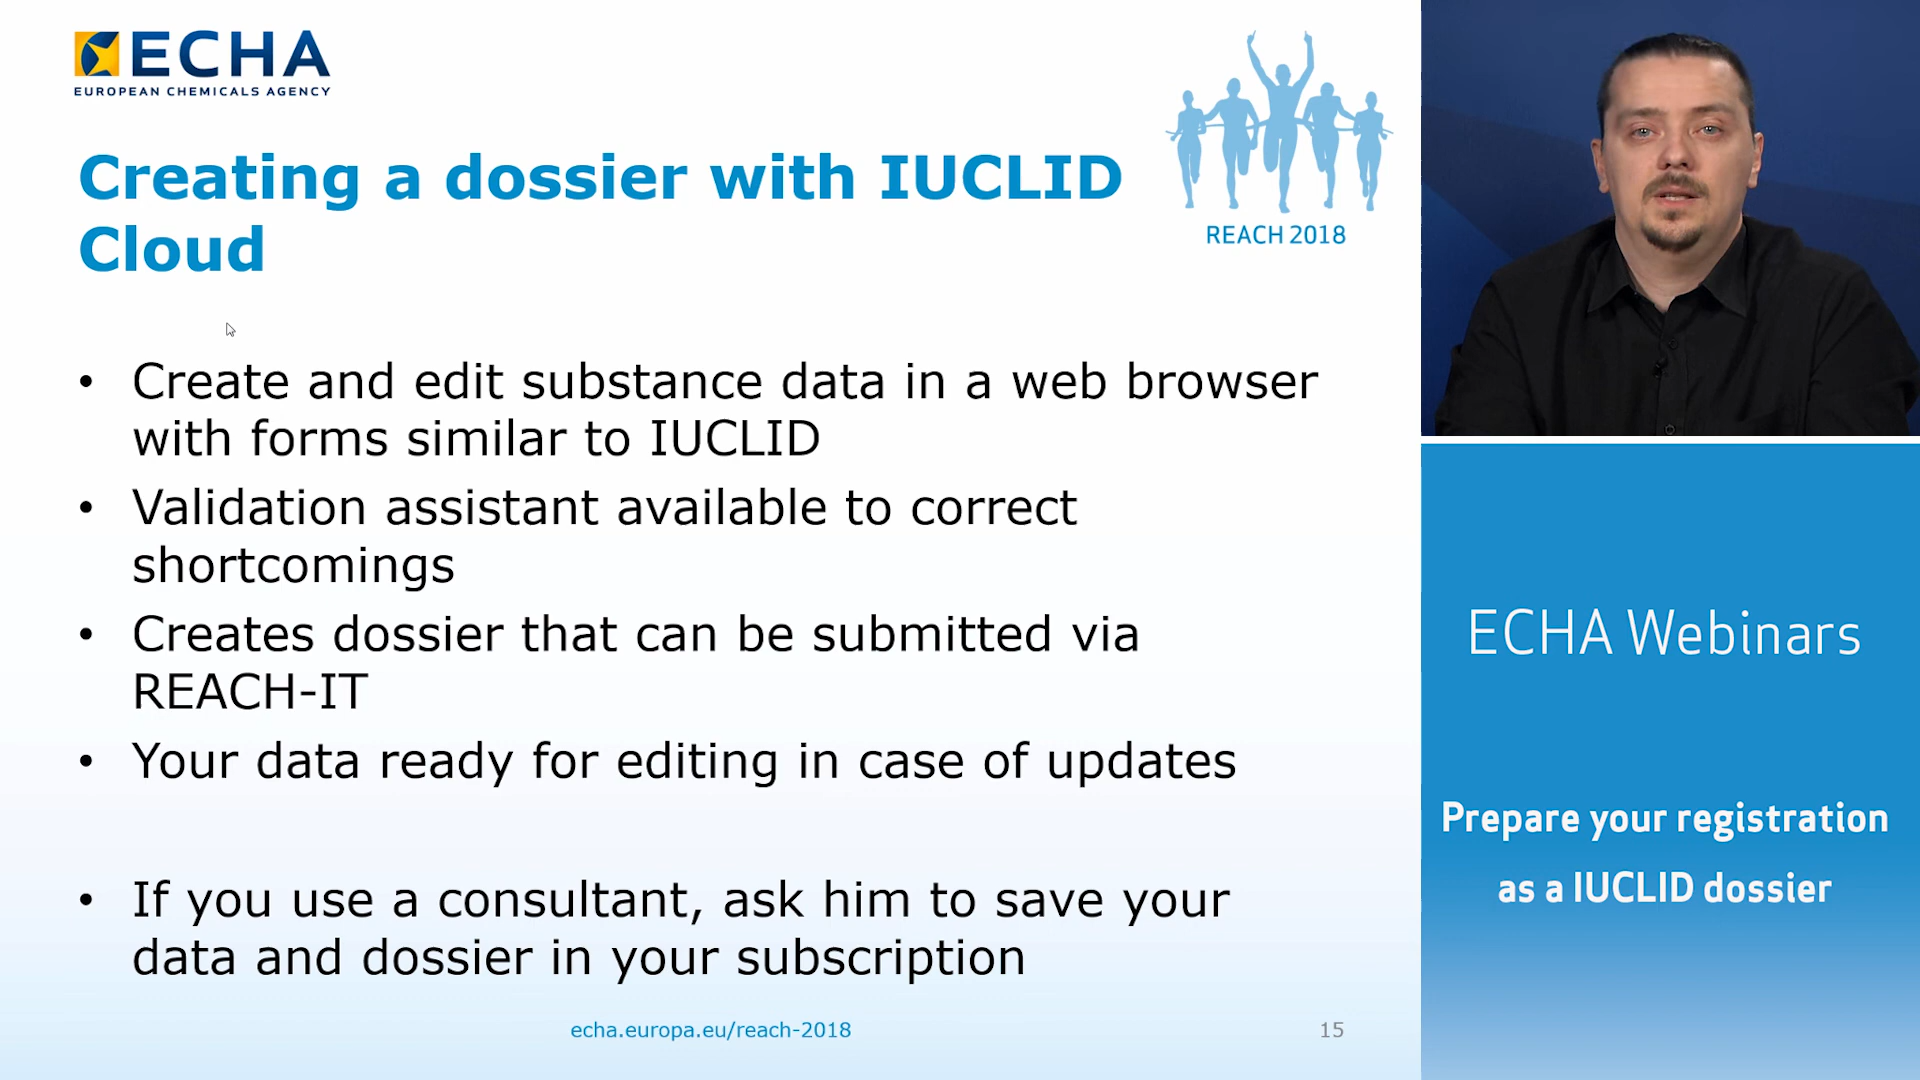 ECHA
EUROPEAN CHEMICALS AGENCY
REACH 2018
Creating a dossier with IUCLID
Cloud
• Create and edit substance data in a web browser
with forms similar to IUCLID
• Validation assistant available to correct
shortcomings
• Creates dossier that can be submitted via
REACH-IT
• Your data ready for editing in case of updates
• If you use a consultant, ask him to save your
data and dossier in your subscription
echa.europa.eu/reach-2018
15
ECHA Webinars
Prepare your registration
as a IUCLID dossier